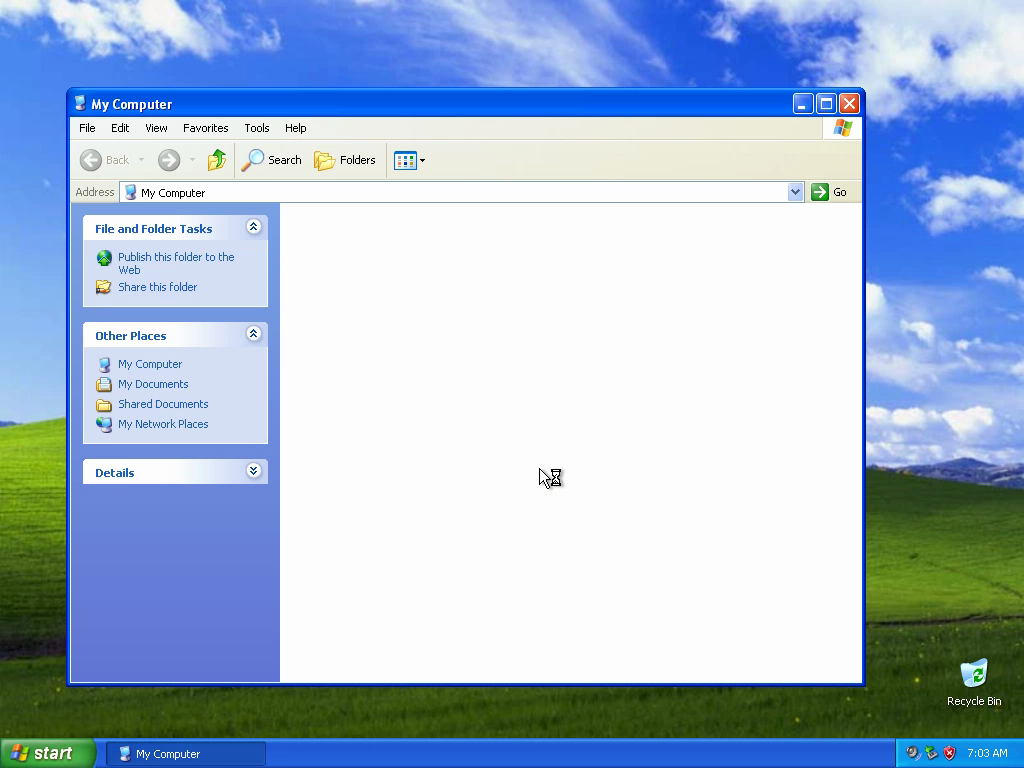 My Computer
File Edit View Favorites Tools Help
Back Search Folders
Address My Computer Go
File and Folder Tasks
Publish this folder to the
Web
Share this folder
Other Places
My Computer
My Documents
Shared Documents
My Network Places
Details
Recycle Bin
start My Computer 7:03 AM